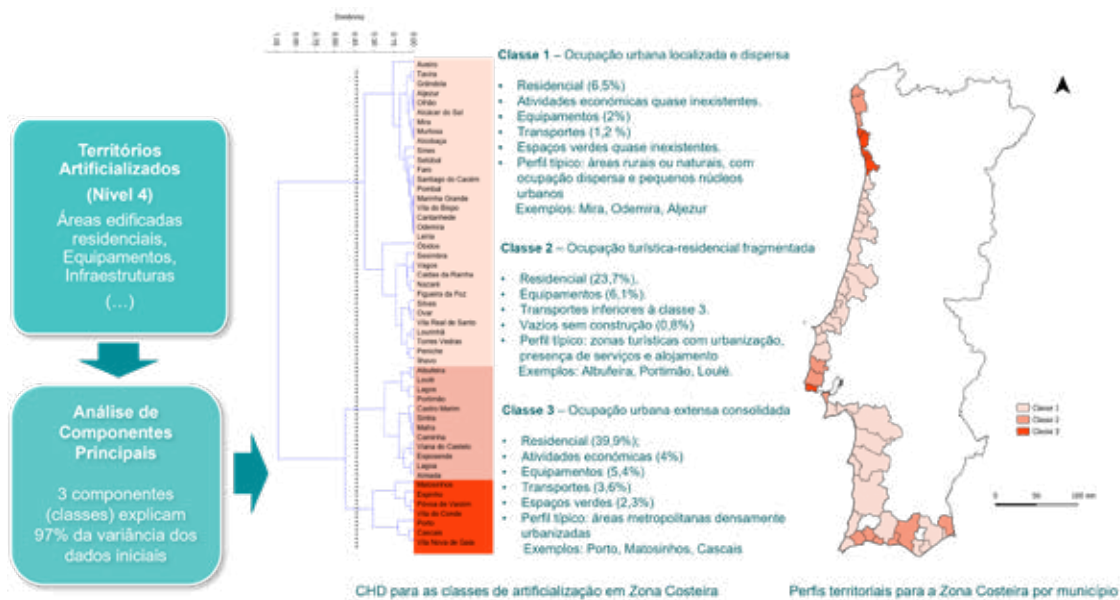 Territórios
Artificializados
(Nível 4)
Áreas edificadas
residenciais,
Equipamentos,
Infraestruturas
(...)
Análise de
Componentes
Principais
3 componentes
(classes) explicam
97% da variância dos
dados iniciais
Aveiro
Tavira
Grândola
Aljezur
Olhão
Alcácer do Sal
Mira
Murtosa
Alcobaça
Sines
Setúbal
Faro
Santiago do Cacém
Pombal
Marinha Grande
Vila do Bispo
Cantanhede
Odemira
Leiria
Óbidos
Sesimbra
Vagos
Caldas da Rainha
Nazaré
Figueira da Foz
Silves
Ovar
Vila Real de Santo
Lourinhã
Torres Vedras
Peniche
Ílhavo
Albufeira
Loulé
Lagos
Portimão
Castro Marim
Sintra
Mafra
Caminha
Viana do Castelo
Esposende
Lagoa
Almada
Matosinhos
Espinho
Póvoa de Varzim
Vila do Conde
Porto
Cascais
Vila Nova de Gaia
Classe 1 – Ocupação urbana localizada e dispersa
• Residencial (6,5%)
• Atividades económicas quase inexistentes.
• Equipamentos (2%)
• Transportes (1,2 %)
• Espaços verdes quase inexistentes.
• Perfil típico: áreas rurais ou naturais, com
ocupação dispersa e pequenos núcleos
urbanos
Exemplos: Mira, Odemira, Aljezur
Classe 2 – Ocupação turística-residencial fragmentada
• Residencial (23,7%),
• Equipamentos (6,1%).
• Transportes inferiores à classe 3.
• Vazios sem construção (0,8%)
• Perfil típico: zonas turísticas com urbanização,
presença de serviços e alojamento
Exemplos: Albufeira, Portimão, Loulé.
Classe 3 – Ocupação urbana extensa consolidada
• Residencial (39,9%);
• Atividades económicas (4%)
• Equipamentos (5,4%)
• Transportes (3,6%)
• Espaços verdes (2,3%)
• Perfil típico: áreas metropolitanas densamente
urbanizadas
Exemplos: Porto, Matosinhos, Cascais
Classe 1
Classe 2
Classe 3
0 50 100 km
CHD para as classes de artificialização em Zona Costeira
Perfis territoriais para a Zona Costeira por município